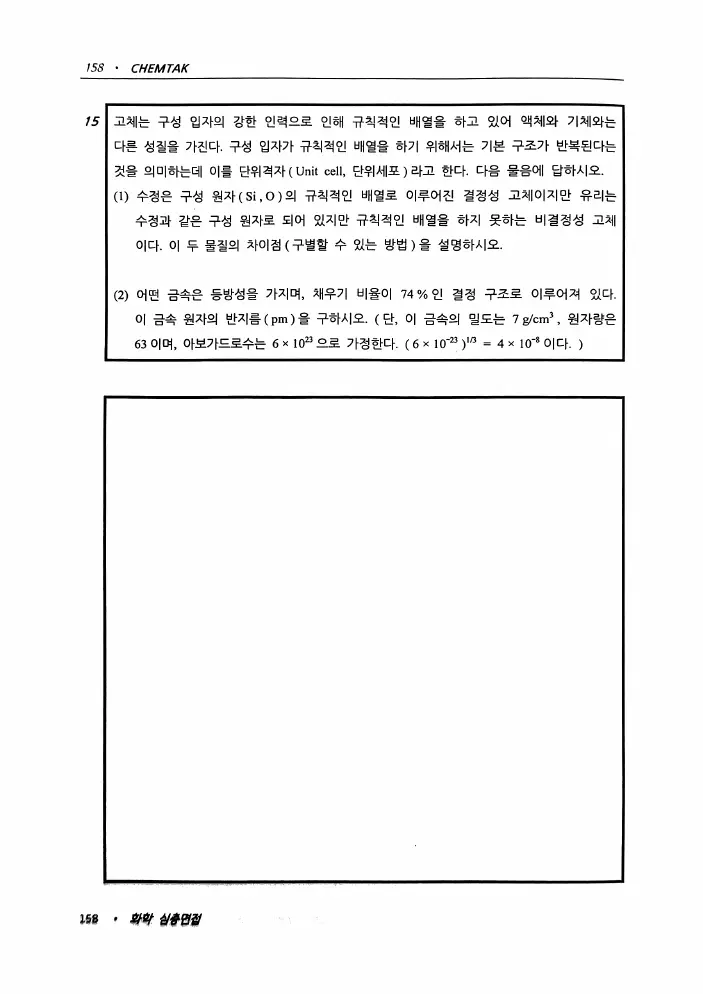 158 · CHEMTAK
15 고체는 구성 입자의 강한 인력으로 인해 규칙적인 배열을 하고 있어 액체와 기체와는
다른 성질을 가진다. 구성 입자가 규칙적인 배열을 하기 위해서는 기본 구조가 반복된다는
것을 의미하는데 이를 단위격자 ( Unit cell, 단위세포 ) 라고 한다. 다음 물음에 답하시오.
(1) 수정은 구성 원자 ( Si , O ) 의 규칙적인 배열로 이루어진 결정성 고체이지만 유리는
수정과 같은 구성 원자로 되어 있지만 규칙적인 배열을 하지 못하는 비결정성 고체
이다. 이 두 물질의 차이점 ( 구별할 수 있는 방법 ) 을 설명하시오.
(2) 어떤 금속은 등방성을 가지며, 채우기 비율이 74 % 인 결정 구조로 이루어져 있다.
이 금속 원자의 반지름 ( pm ) 을 구하시오. ( 단, 이 금속의 밀도는 7 g/cm³ , 원자량은
63 이며, 아보가드로수는 6 × 10²³ 으로 가정한다. ( 6 × 10⁻²³ )¹ᐟ³ = 4 × 10⁻⁸ 이다. )
158 · 화학 심층면접